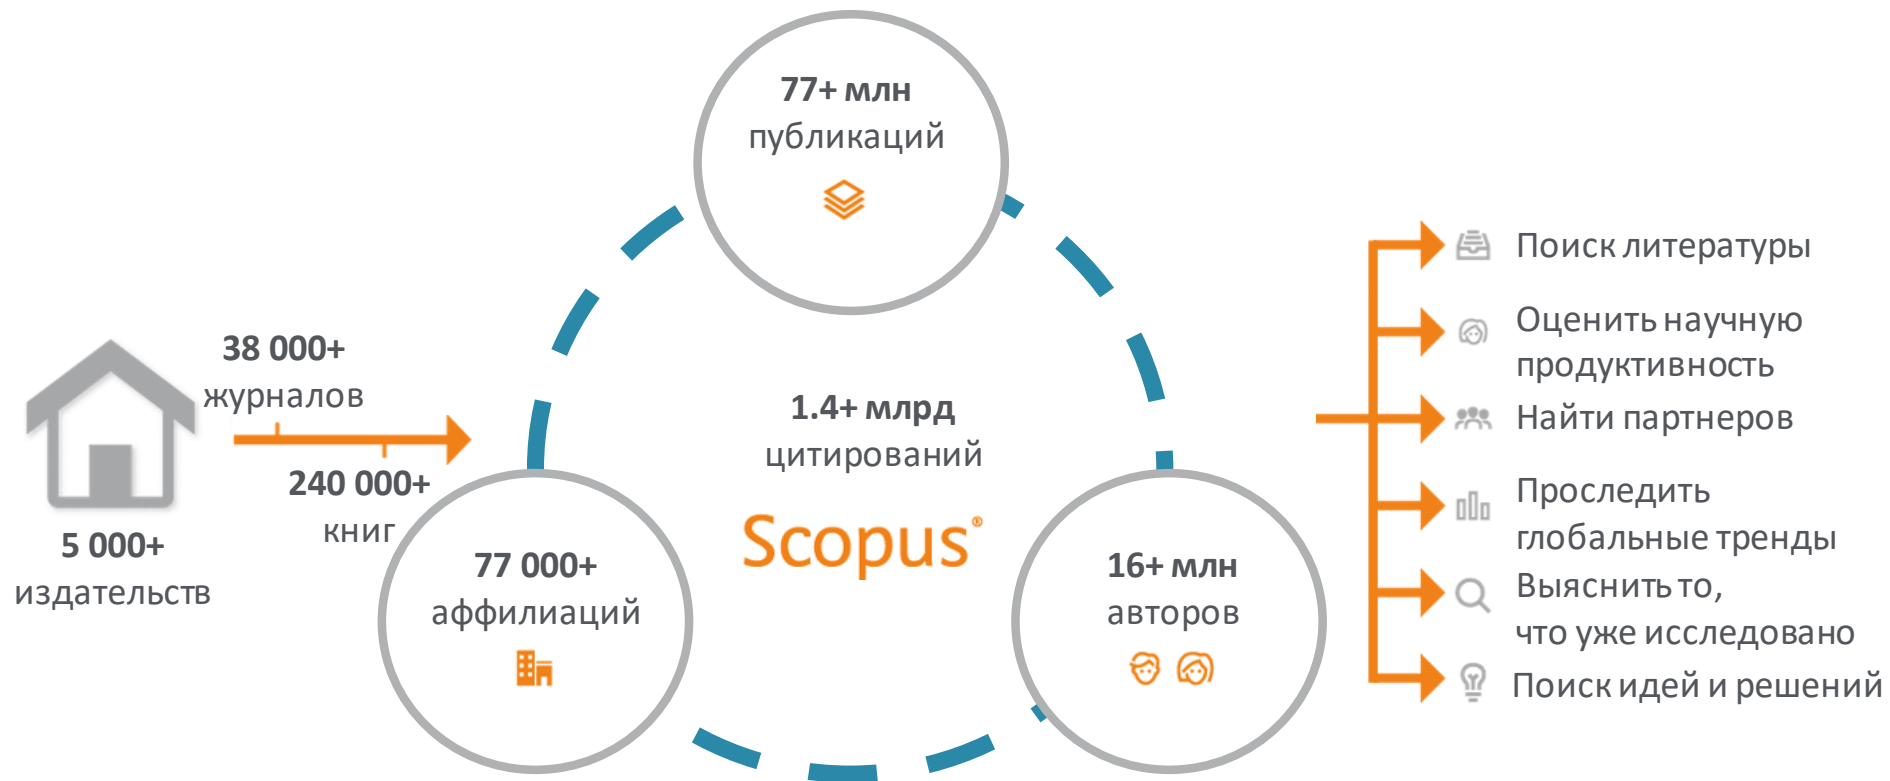 77+ млн
публикаций
38 000+
журналов
240 000+
книг
5 000+
издательств
1.4+ млрд
цитирований
Scopus®
77 000+
аффилиаций
16+ млн
авторов
Поиск литературы
Оценить научную
продуктивность
Найти партнеров
Проследить
глобальные тренды
Выяснить то,
что уже исследовано
Поиск идей и решений